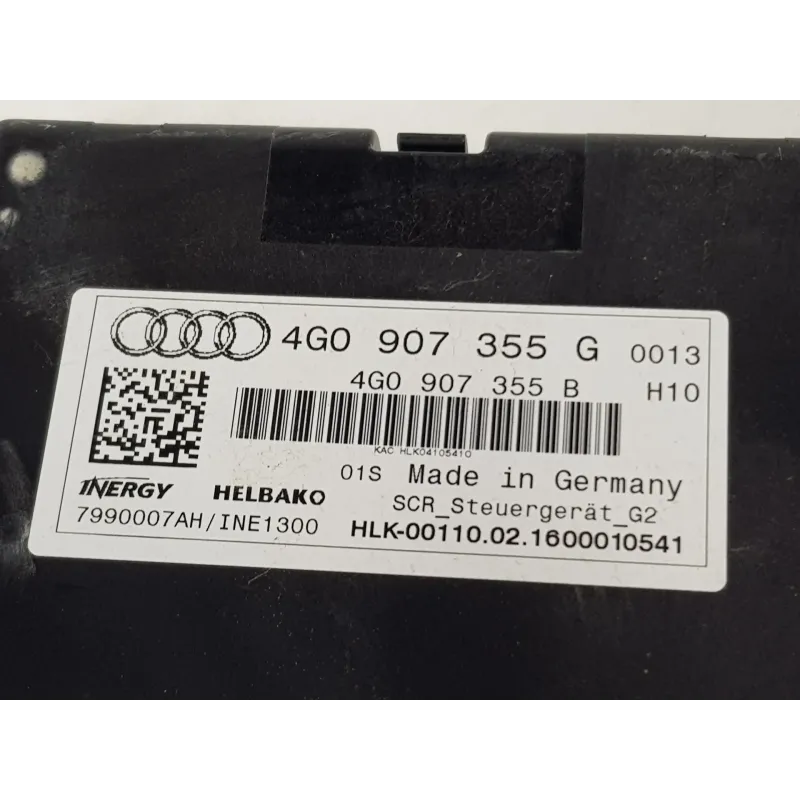 4G0 907 355 G 0013
4G0 907 355 B H10
KAC HLK04105410
01S Made in Germany
INERGY HELBAKO SCR_Steuergerät_G2
7990007AH/INE1300 HLK-00110.02.1600010541